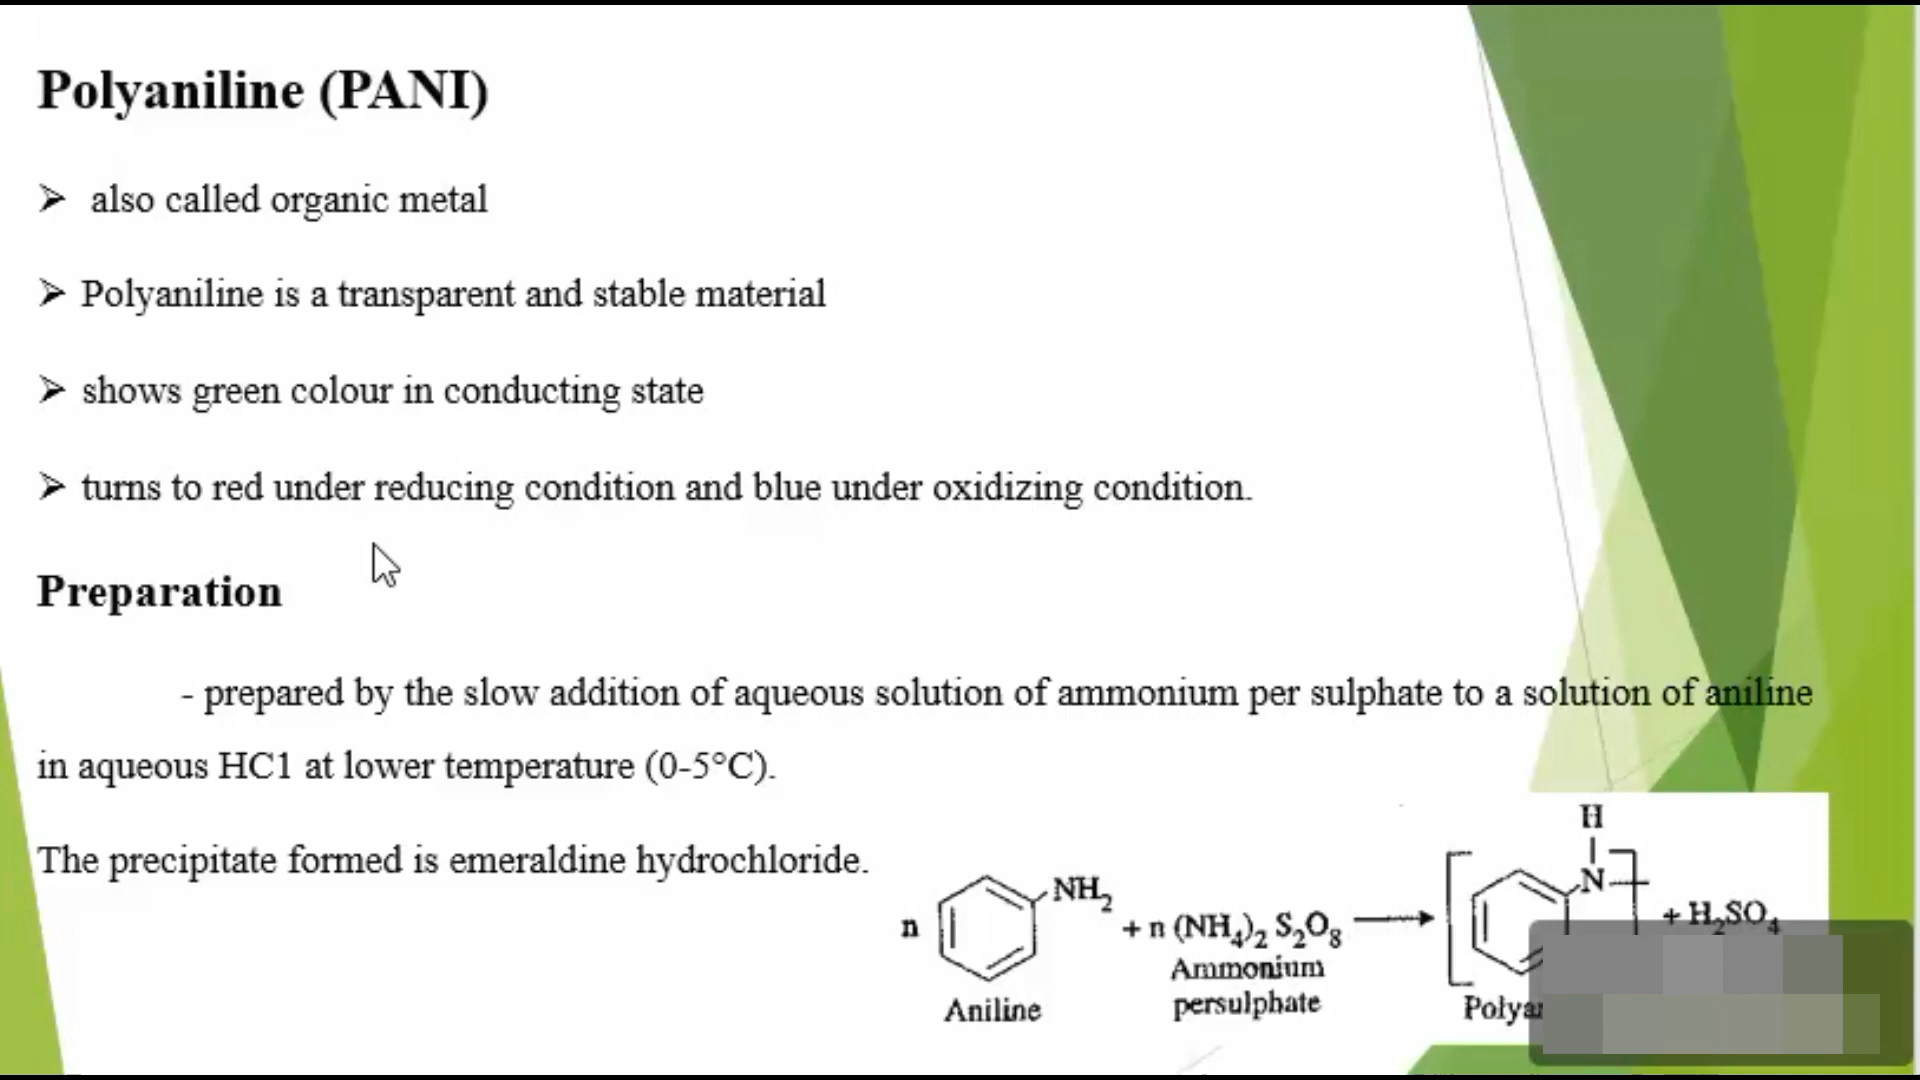 Polyaniline (PANI)
also called organic metal
Polyaniline is a transparent and stable material
shows green colour in conducting state
turns to red under reducing condition and blue under oxidizing condition.
Preparation
- prepared by the slow addition of aqueous solution of ammonium per sulphate to a solution of aniline
in aqueous HC1 at lower temperature (0-5°C).
The precipitate formed is emeraldine hydrochloride.
H
N
n NH₂ + n (NH₄)₂ S₂O₈ + H₂SO₄
Ammonium
persulphate
Aniline